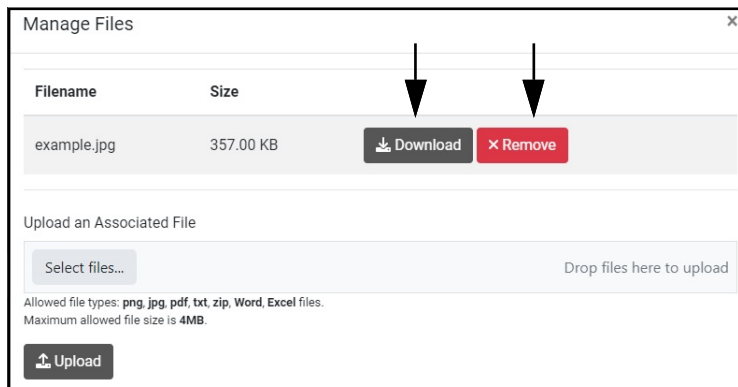 Manage Files ×
Filename Size
example.jpg 357.00 KB Download × Remove
Upload an Associated File
Select files... Drop files here to upload
Allowed file types: png, jpg, pdf, txt, zip, Word, Excel files.
Maximum allowed file size is 4MB.
Upload